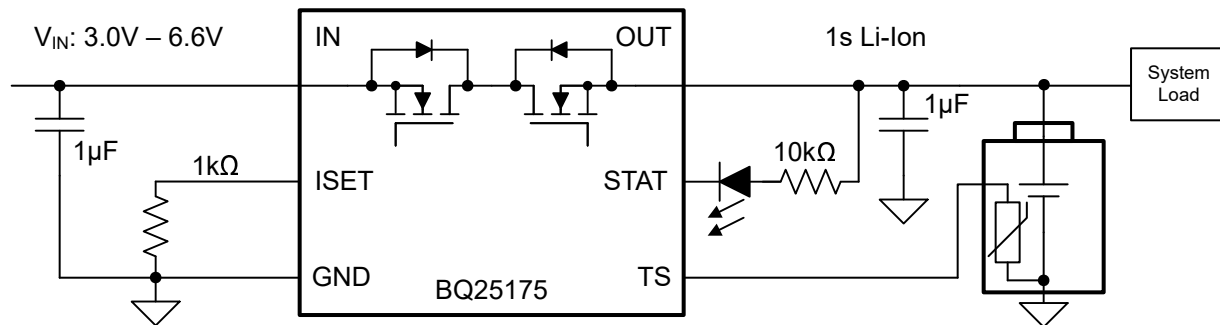 V_IN: 3.0V – 6.6V
IN
OUT
1s Li-Ion
System
Load
1µF
1µF
1kΩ
ISET
STAT
10kΩ
GND
TS
BQ25175